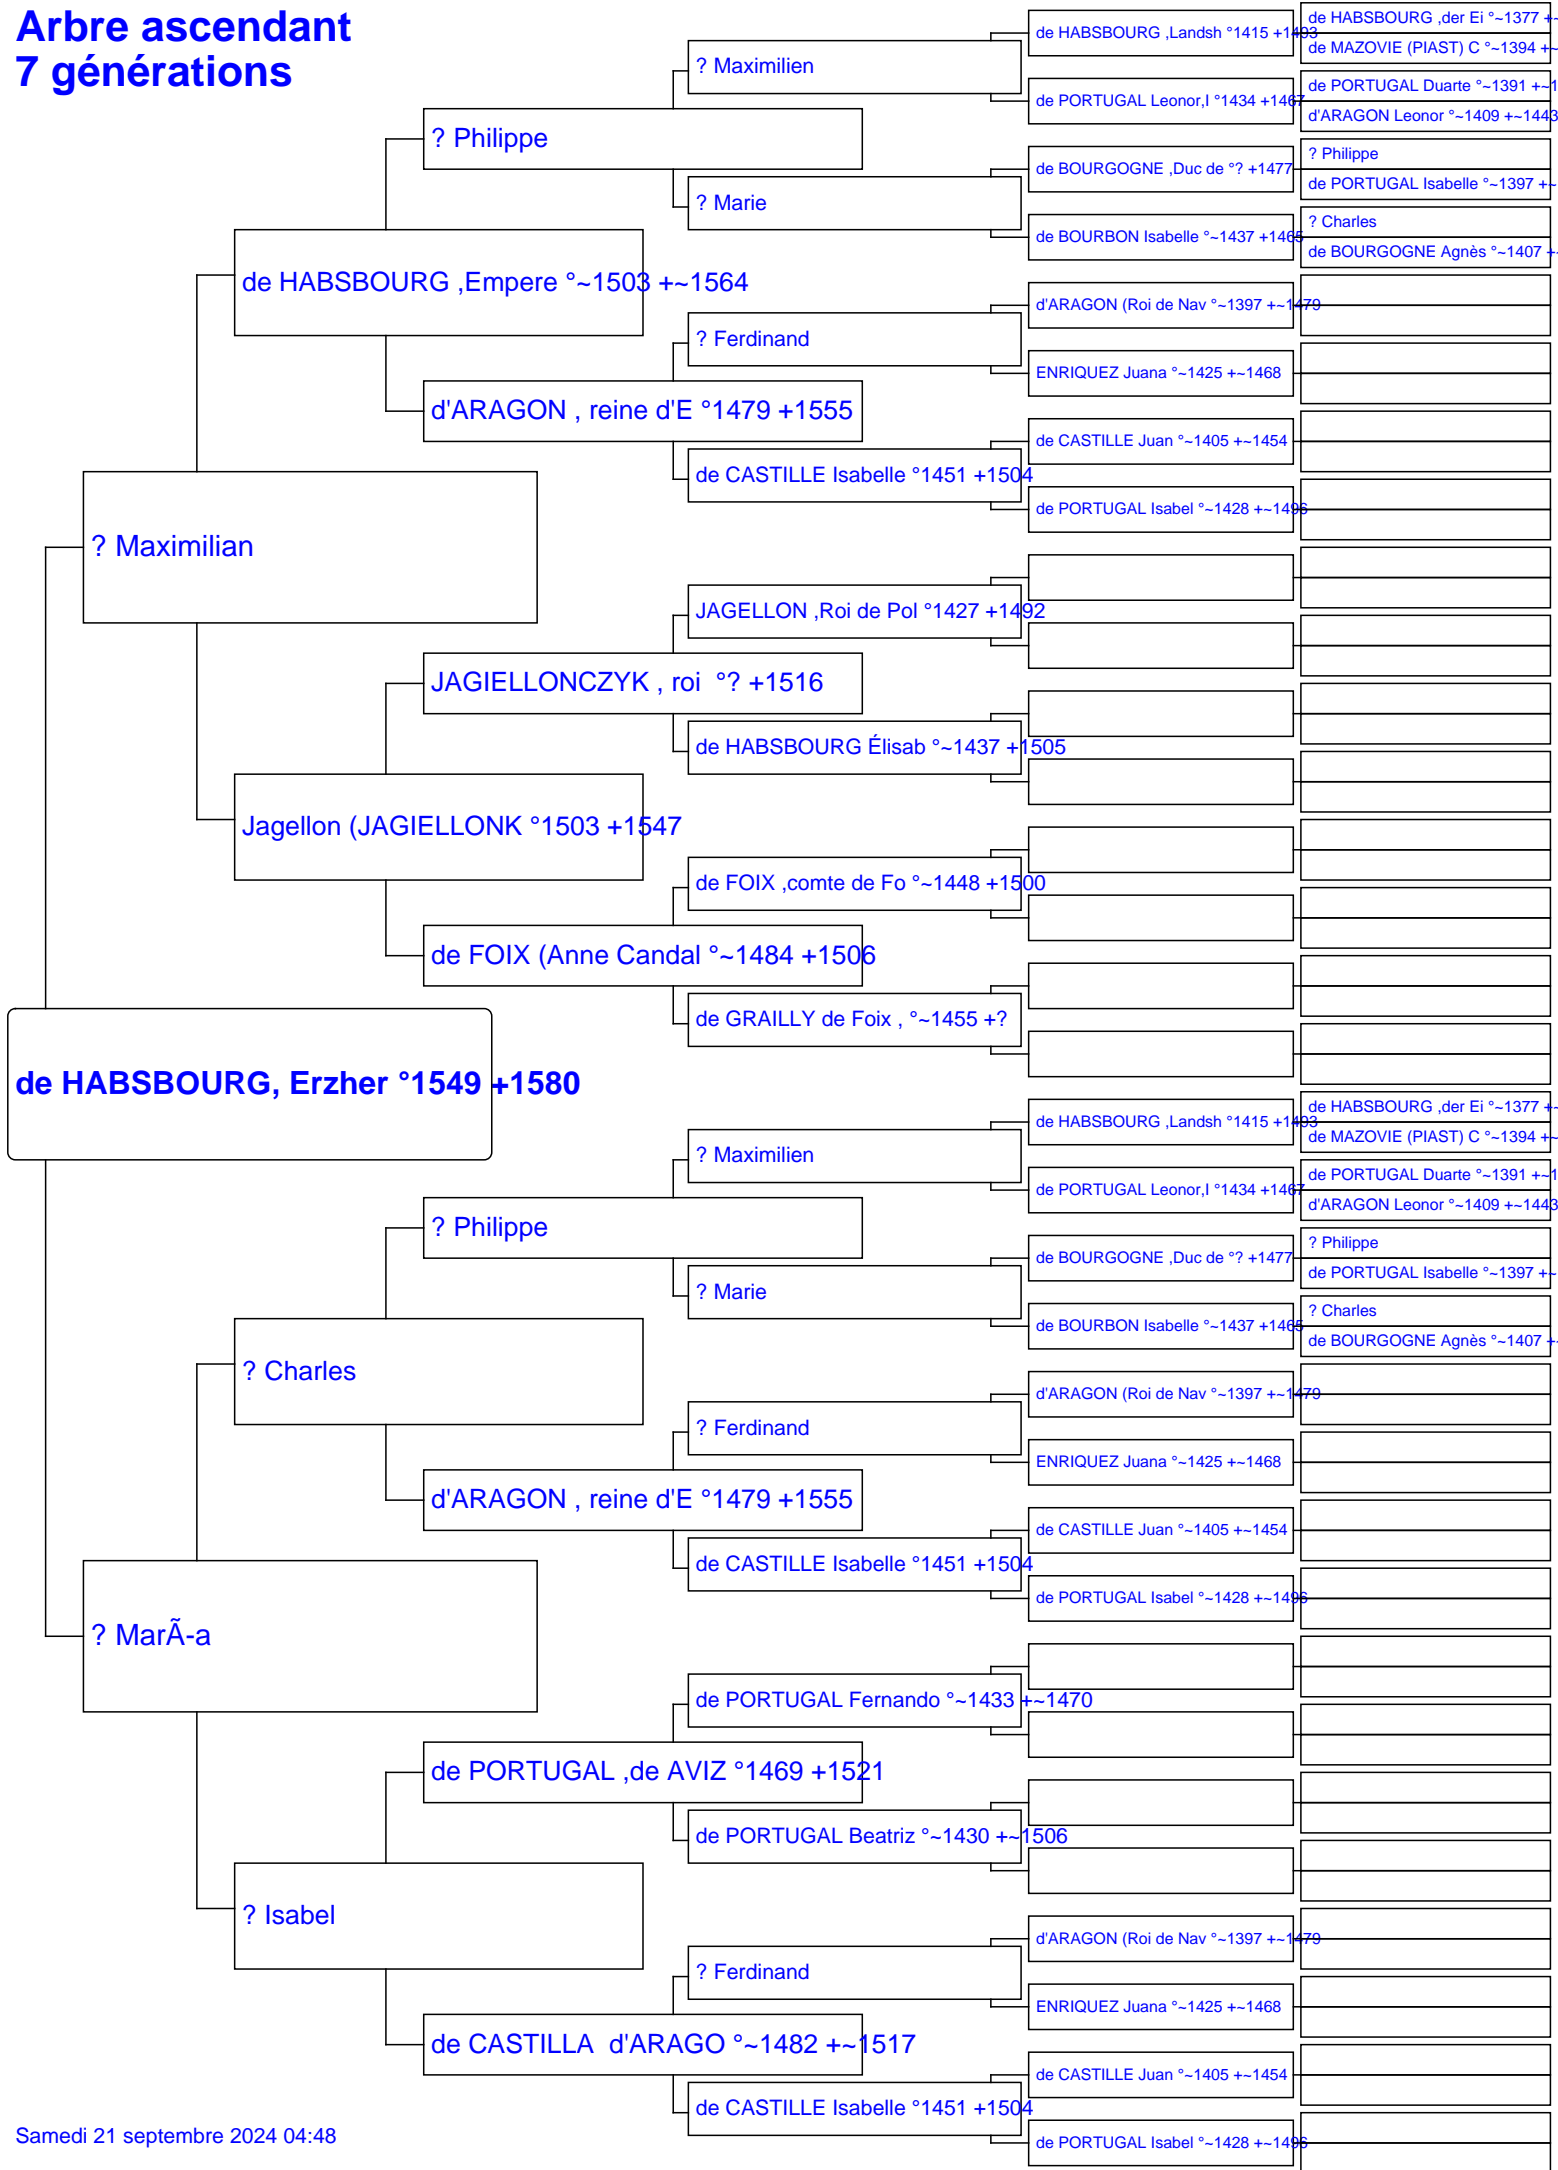 Arbre ascendant
7 générations
de HABSBOURG, Erzher °1549 +1580
? Maximilian
? MarÃ-a
de HABSBOURG ,Empere °~1503 +~1564
Jagellon (JAGIELLONK °1503 +1547
? Charles
? Isabel
? Philippe
d'ARAGON , reine d'E °1479 +1555
JAGIELLONCZYK , roi  °? +1516
de FOIX (Anne Candal °~1484 +1506
? Philippe
d'ARAGON , reine d'E °1479 +1555
de PORTUGAL ,de AVIZ °1469 +1521
de CASTILLA  d'ARAGO °~1482 +~1517
? Maximilien
? Marie
? Ferdinand
de CASTILLE Isabelle °1451 +1504
JAGELLON ,Roi de Pol °1427 +1492
de HABSBOURG Élisab °~1437 +1505
de FOIX ,comte de Fo °~1448 +1500
de GRAILLY de Foix , °~1455 +?
? Maximilien
? Marie
? Ferdinand
de CASTILLE Isabelle °1451 +1504
de PORTUGAL Fernando °~1433 +~1470
de PORTUGAL Beatriz °~1430 +~1506
? Ferdinand
de CASTILLE Isabelle °1451 +1504
de HABSBOURG ,Landsh °1415 +1493
de PORTUGAL Leonor,I °1434 +1467
de BOURGOGNE ,Duc de °? +1477
de BOURBON Isabelle °~1437 +1465
d'ARAGON (Roi de Nav °~1397 +~1479
ENRIQUEZ Juana °~1425 +~1468
de CASTILLE Juan °~1405 +~1454
de PORTUGAL Isabel °~1428 +~1496
de HABSBOURG ,Landsh °1415 +1493
de PORTUGAL Leonor,I °1434 +1467
de BOURGOGNE ,Duc de °? +1477
de BOURBON Isabelle °~1437 +1465
d'ARAGON (Roi de Nav °~1397 +~1479
ENRIQUEZ Juana °~1425 +~1468
de CASTILLE Juan °~1405 +~1454
de PORTUGAL Isabel °~1428 +~1496
d'ARAGON (Roi de Nav °~1397 +~1479
ENRIQUEZ Juana °~1425 +~1468
de CASTILLE Juan °~1405 +~1454
de PORTUGAL Isabel °~1428 +~1496
de HABSBOURG ,der Ei °~1377 +~
de MAZOVIE (PIAST) C °~1394 +~
de PORTUGAL Duarte °~1391 +~1
d'ARAGON Leonor °~1409 +~1443
? Philippe
de PORTUGAL Isabelle °~1397 +~
? Charles
de BOURGOGNE Agnès °~1407 +~
de HABSBOURG ,der Ei °~1377 +~
de MAZOVIE (PIAST) C °~1394 +~
de PORTUGAL Duarte °~1391 +~1
d'ARAGON Leonor °~1409 +~1443
? Philippe
de PORTUGAL Isabelle °~1397 +~
? Charles
de BOURGOGNE Agnès °~1407 +~
Samedi 21 septembre 2024 04:48